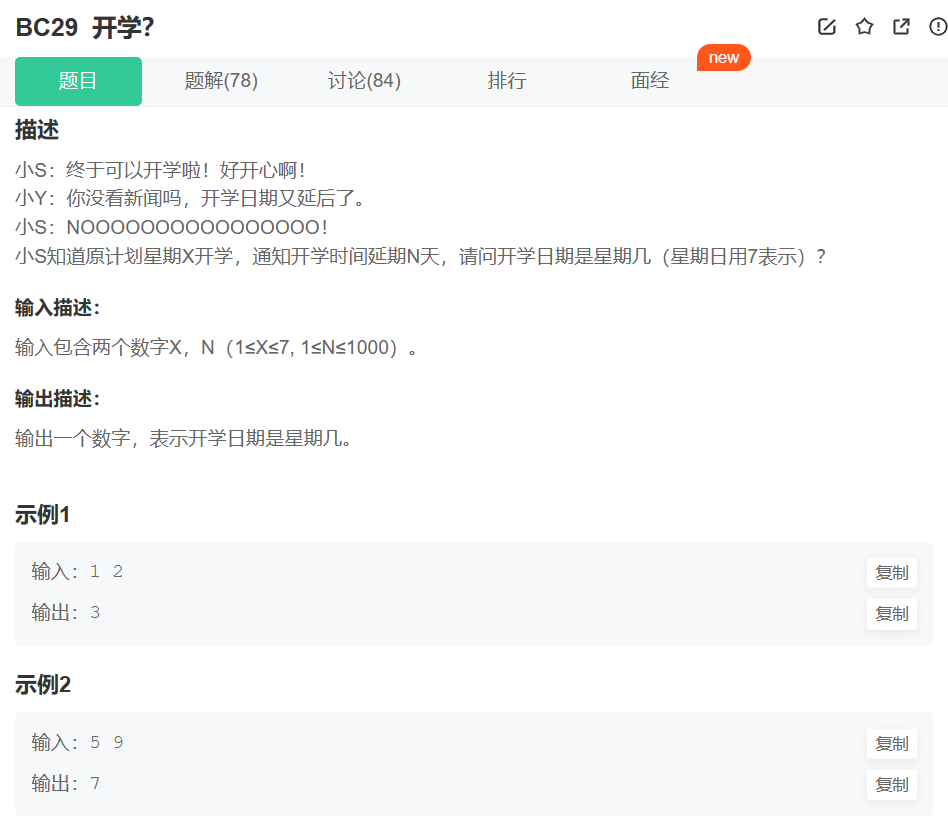 BC29 开学?
new
题目 题解(78) 讨论(84) 排行 面经
描述
小S：终于可以开学啦！好开心啊！
小Y：你没看新闻吗，开学日期又延后了。
小S：NOOOOOOOOOOOOOOOO！
小S知道原计划星期X开学，通知开学时间延期N天，请问开学日期是星期几（星期日用7表示）？
输入描述：
输入包含两个数字X，N（1≤X≤7, 1≤N≤1000）。
输出描述：
输出一个数字，表示开学日期是星期几。
示例1
输入：1 2 复制
输出：3 复制
示例2
输入：5 9 复制
输出：7 复制